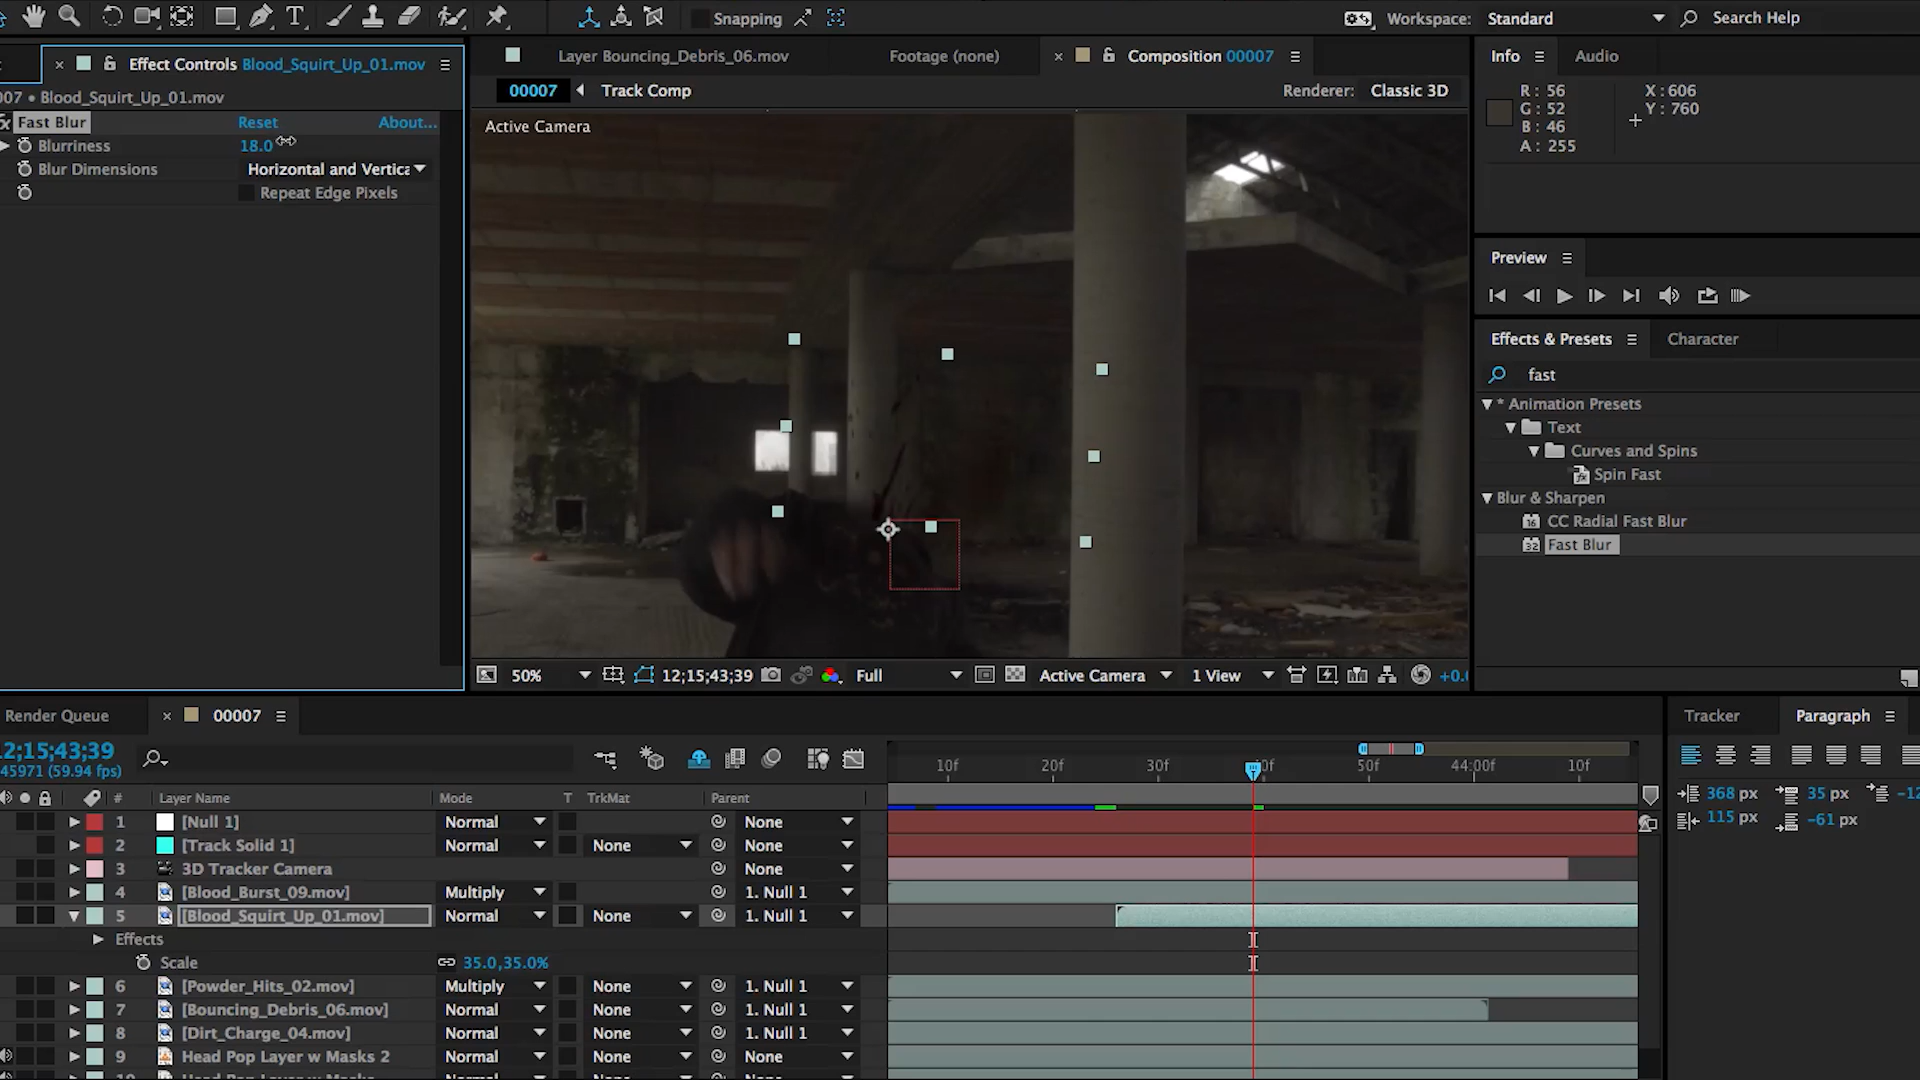 Snapping
Workspace: Standard
Search Help
Effect Controls Blood_Squirt_Up_01.mov
Layer Bouncing_Debris_06.mov
Footage (none)
Composition 00007
Info
Audio
007 • Blood_Squirt_Up_01.mov
00007
Track Comp
Renderer: Classic 3D
R : 56
G : 52
B : 46
A : 255
X : 606
Y : 760
Fast Blur
Reset
About...
Active Camera
Blurriness
18.0
Blur Dimensions
Horizontal and Vertica
Repeat Edge Pixels
Preview
Effects & Presets
Character
fast
* Animation Presets
Text
Curves and Spins
Spin Fast
Blur & Sharpen
16 CC Radial Fast Blur
32 Fast Blur
50%
12;15;43;39
Full
Active Camera
1 View
+0.0
Render Queue
00007
Tracker
Paragraph
12;15;43;39
45971 (59.94 fps)
10f
20f
30f
40f
50f
44:00f
10f
# Layer Name
Mode
T TrkMat
Parent
368 px
35 px
-12
115 px
-61 px
1 [Null 1] Normal None
2 [Track Solid 1] Normal None None
3 3D Tracker Camera None
4 [Blood_Burst_09.mov] Multiply 1. Null 1
5 [Blood_Squirt_Up_01.mov] Normal None 1. Null 1
Effects
Scale 35.0,35.0%
6 [Powder_Hits_02.mov] Multiply None 1. Null 1
7 [Bouncing_Debris_06.mov] Normal None 1. Null 1
8 [Dirt_Charge_04.mov] Normal None 1. Null 1
9 Head Pop Layer w Masks 2 Normal None None